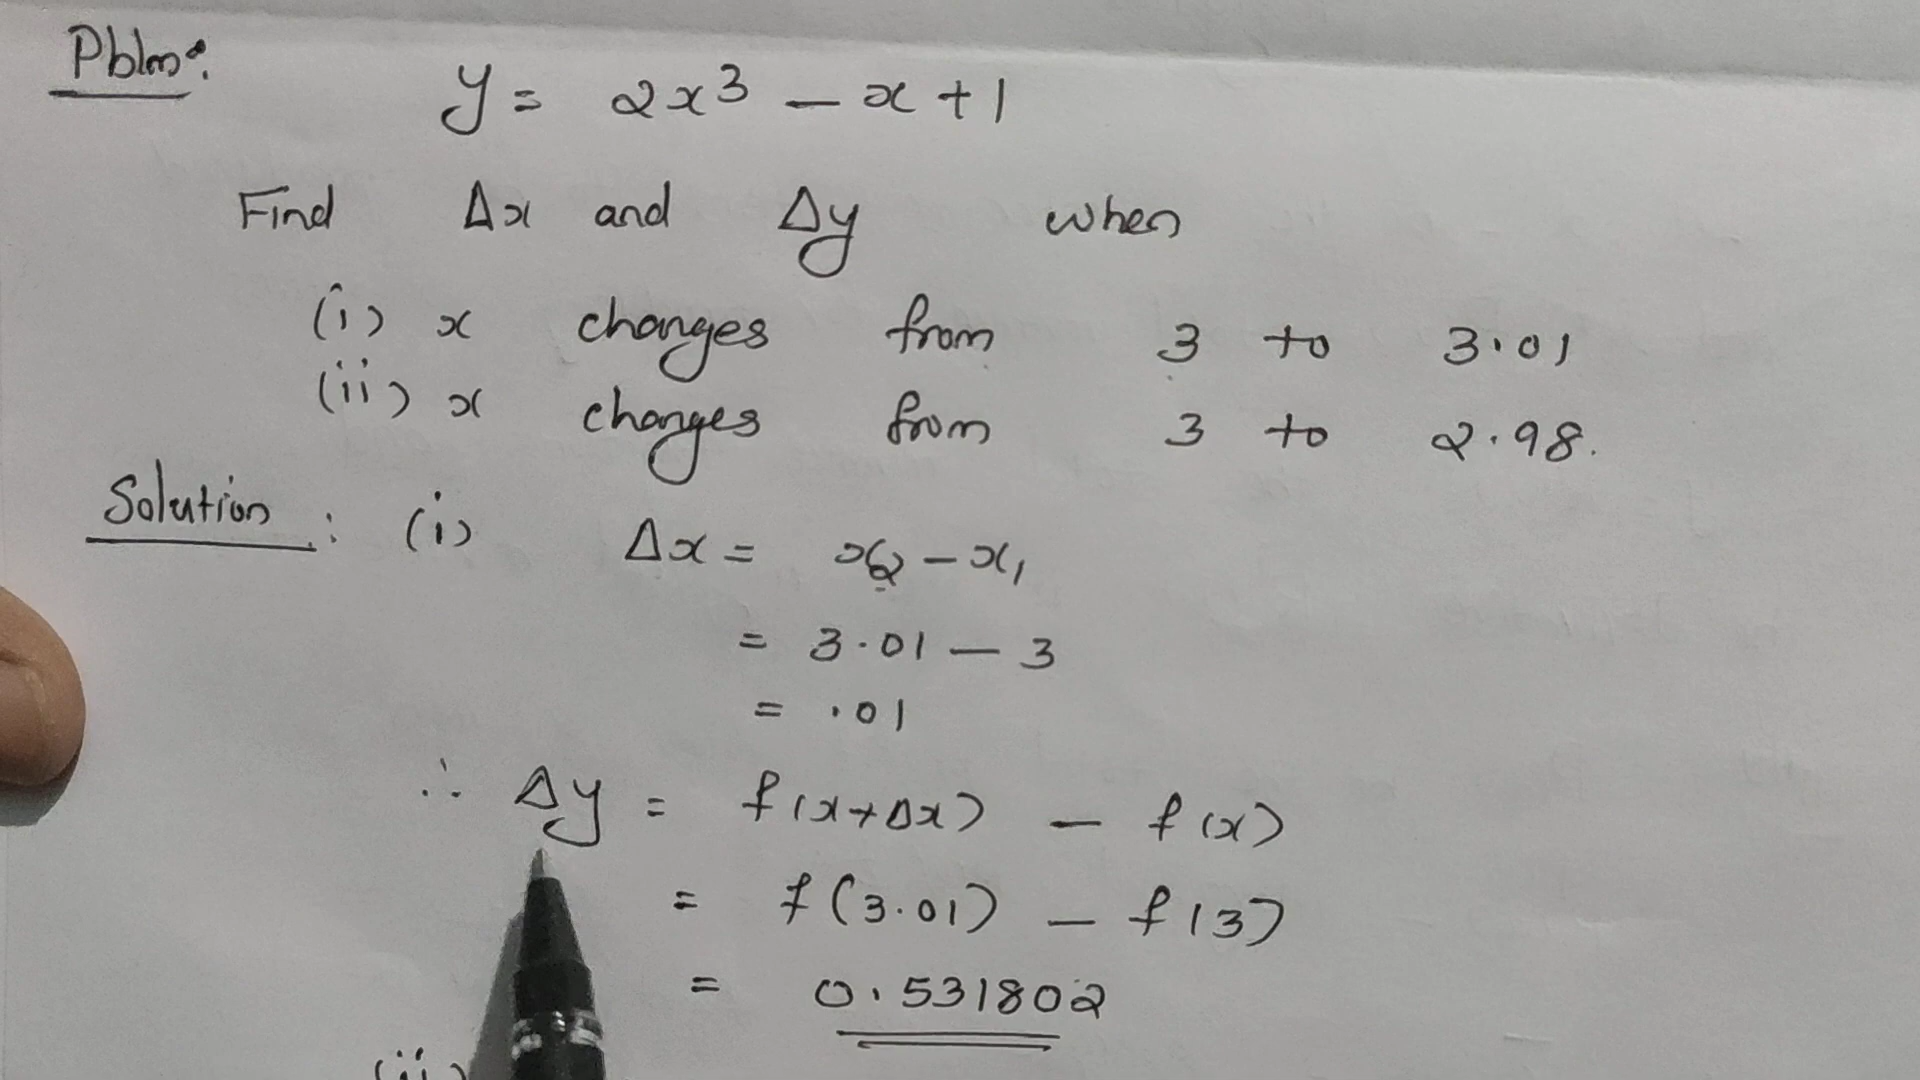 Pblm:
y = 2x³ – x + 1
Find Δx and Δy when
(i) x changes from 3 to 3.01
(ii) x changes from 3 to 2.98.
Solution : (i) Δx = x₂ – x₁
= 3.01 – 3
= .01
∴ Δy = f(x+Δx) – f(x)
= f(3.01) – f(3)
= 0.531802
(ii)